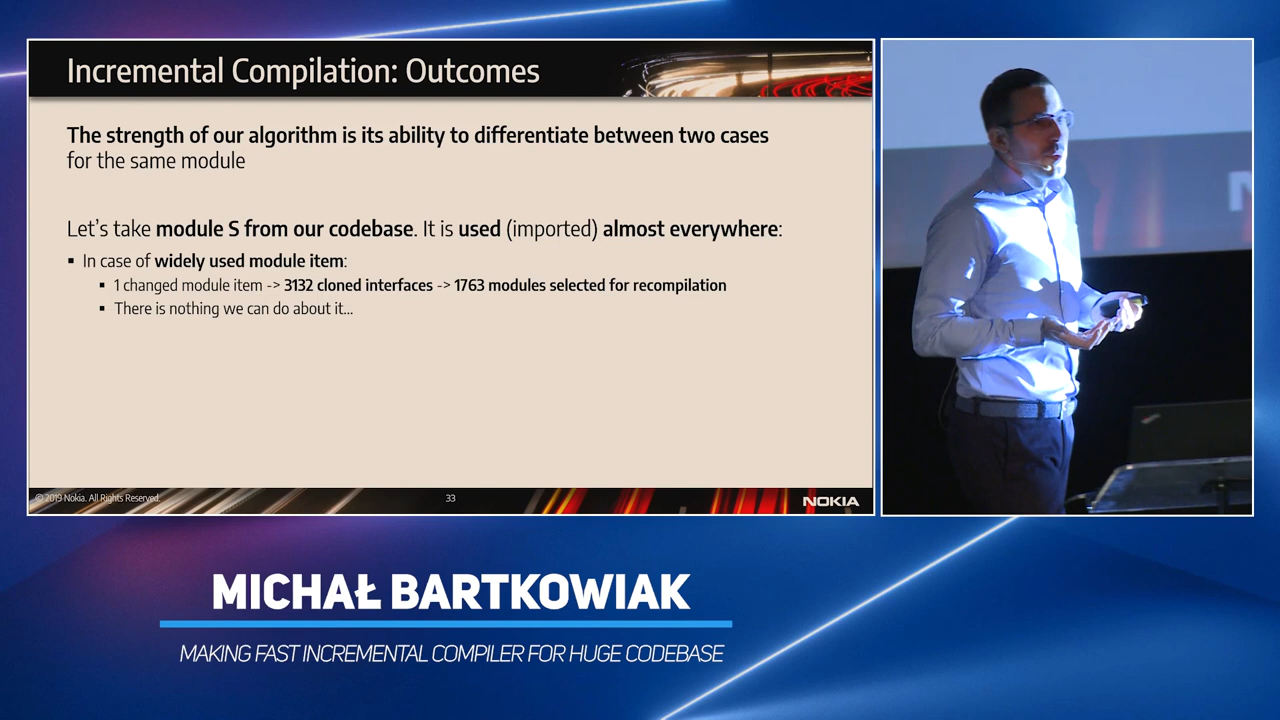 Incremental Compilation: Outcomes
The strength of our algorithm is its ability to differentiate between two cases
for the same module
Let's take module S from our codebase. It is used (imported) almost everywhere:
▪ In case of widely used module item:
▪ 1 changed module item -> 3132 cloned interfaces -> 1763 modules selected for recompilation
▪ There is nothing we can do about it...
© 2019 Nokia. All Rights Reserved.
33
NOKIA
N
MICHAŁ BARTKOWIAK
MAKING FAST INCREMENTAL COMPILER FOR HUGE CODEBASE